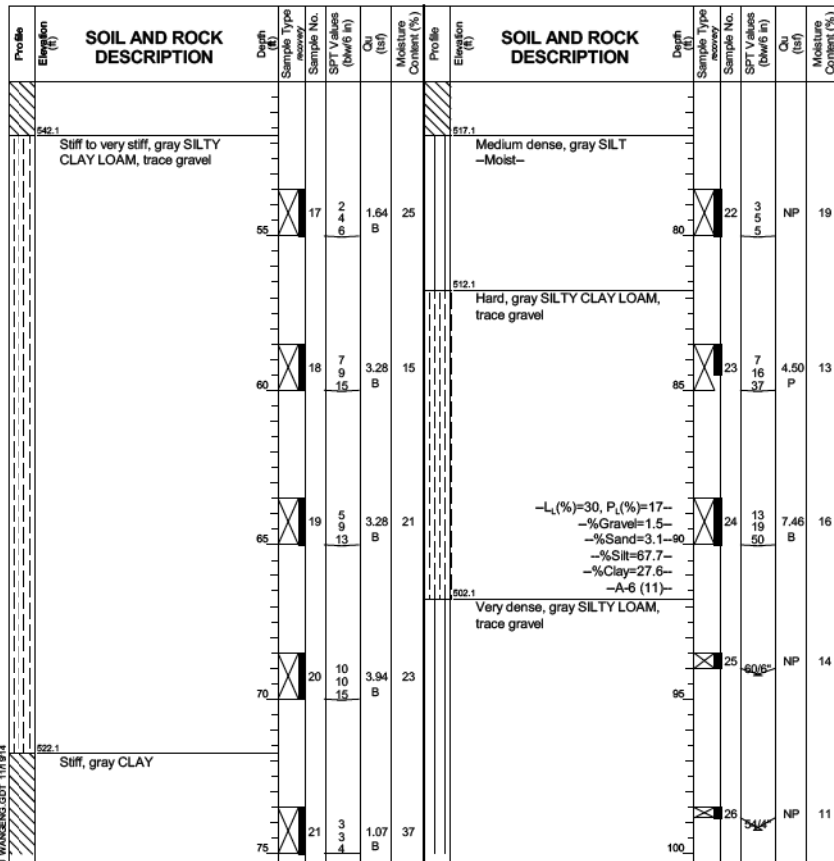 Profile
Elevation (ft)
SOIL AND ROCK
DESCRIPTION
Depth (ft)
Sample Type
recovery
Sample No.
SPT Values (blw/6 in)
Qu (tsf)
Moisture Content (%)
542.1
Stiff to very stiff, gray SILTY
CLAY LOAM, trace gravel
55
17
2
4
6
1.64
B
25
60
18
7
9
15
3.28
B
15
65
19
5
9
13
3.28
B
21
70
20
10
10
15
3.94
B
23
522.1
Stiff, gray CLAY
75
21
3
3
4
1.07
B
37
WANGENG.GDT 11/19/14
Profile
Elevation (ft)
SOIL AND ROCK
DESCRIPTION
Depth (ft)
Sample Type
recovery
Sample No.
SPT Values (blw/6 in)
Qu (tsf)
Moisture Content (%)
517.1
Medium dense, gray SILT
--Moist--
80
22
3
5
5
NP
19
512.1
Hard, gray SILTY CLAY LOAM,
trace gravel
85
23
7
16
37
4.50
P
13
--LL(%)=30, PL(%)=17--
--%Gravel=1.5--
--%Sand=3.1--
--%Silt=67.7--
--%Clay=27.6--
--A-6 (11)--
90
24
13
19
50
7.46
B
16
502.1
Very dense, gray SILTY LOAM,
trace gravel
25
60/6"
NP
14
95
26
54/4"
NP
11
100